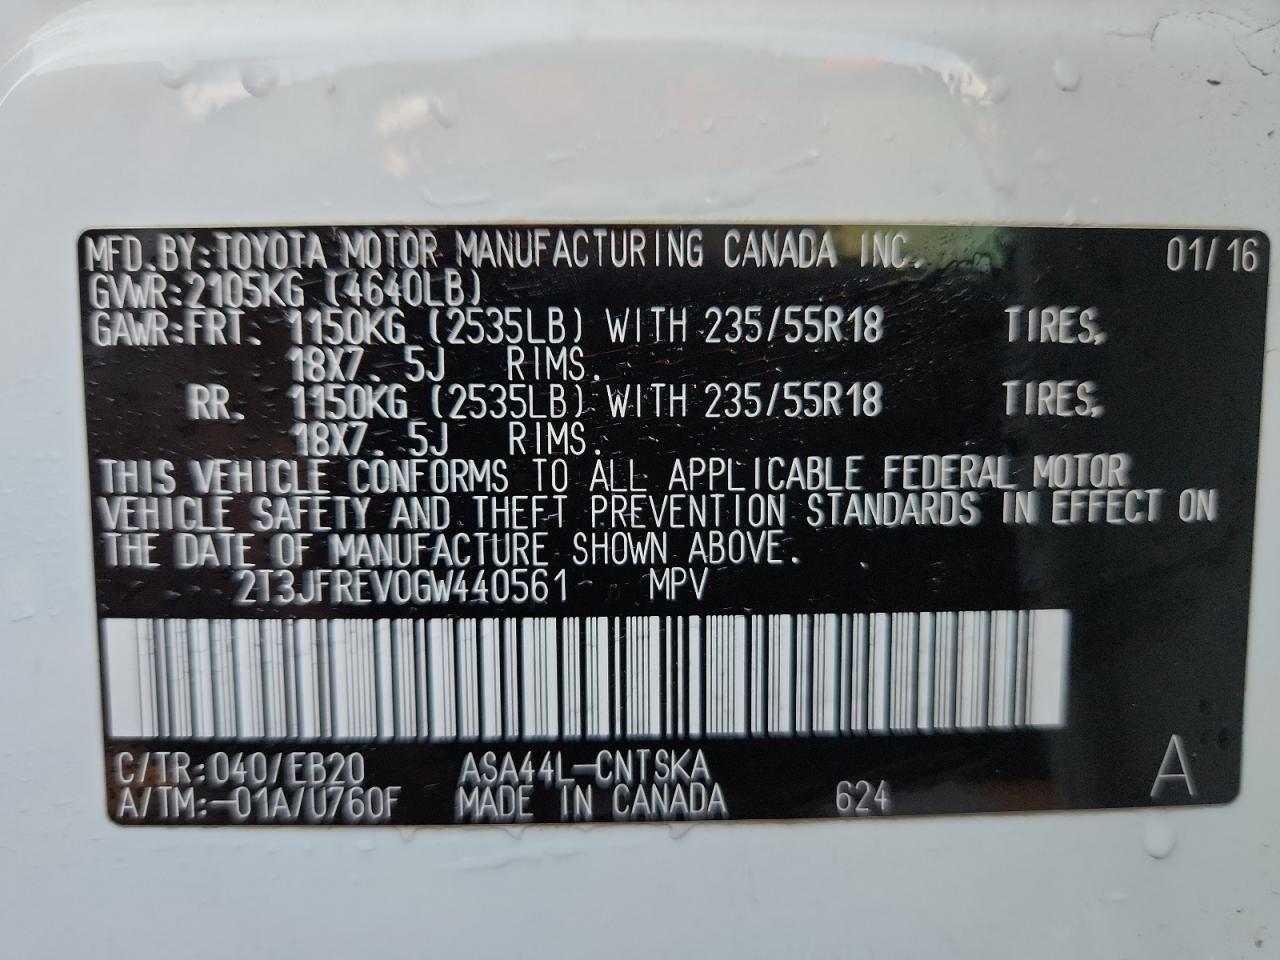 MFD.BY:TOYOTA MOTOR MANUFACTURING CANADA INC. 01/16
GVWR:2105KG (4640LB)
GAWR:FRT. 1150KG (2535LB) WITH 235/55R18 TIRES,
18X7.5J RIMS.
RR. 1150KG (2535LB) WITH 235/55R18 TIRES,
18X7.5J RIMS.
THIS VEHICLE CONFORMS TO ALL APPLICABLE FEDERAL MOTOR
VEHICLE SAFETY AND THEFT PREVENTION STANDARDS IN EFFECT ON
THE DATE OF MANUFACTURE SHOWN ABOVE.
2T3JFREV0GW440561 MPV
C/TR:040/EB20 ASA44L-CNTSKA A
A/TM:-01A/U760F MADE IN CANADA 624